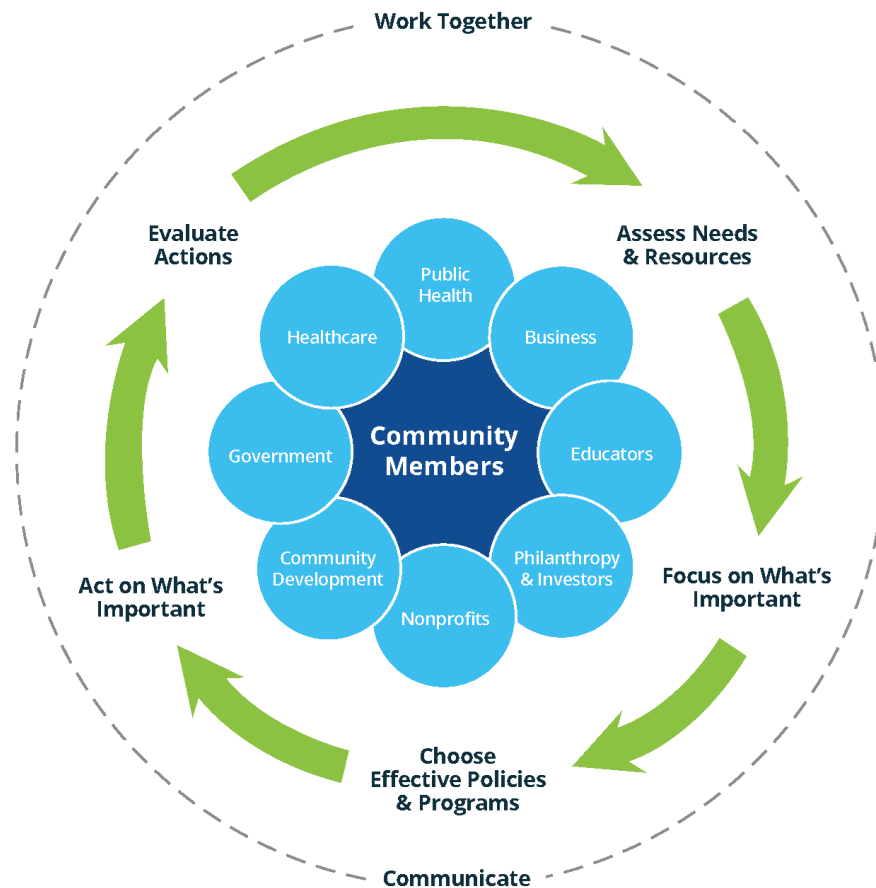 Work Together
Evaluate
Actions
Assess Needs
& Resources
Public
Health
Healthcare
Business
Community
Members
Government
Educators
Community
Development
Philanthropy
& Investors
Nonprofits
Act on What's
Important
Focus on What's
Important
Choose
Effective Policies
& Programs
Communicate